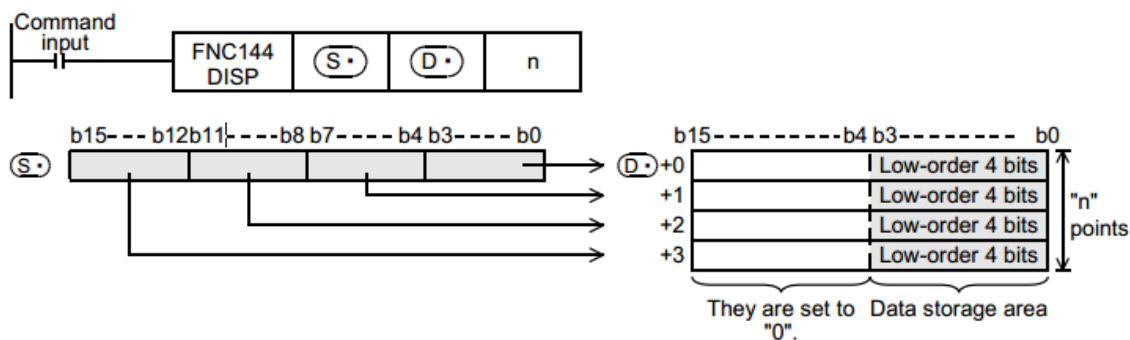 Command
input
FNC144
DISP
S·
D·
n
b15---- b12b11-----b8 b7-----b4 b3-----b0
S·
b15-------------b4 b3---------- b0
D· +0 Low-order 4 bits
+1 Low-order 4 bits
+2 Low-order 4 bits
+3 Low-order 4 bits
"n"
points
They are set to
"0".
Data storage area